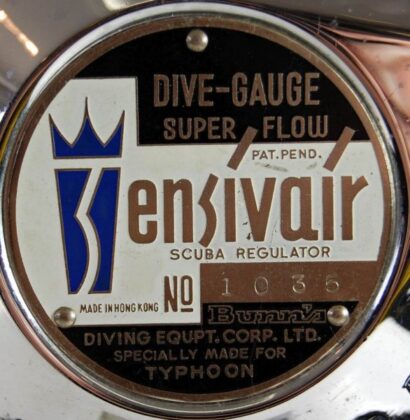 DIVE-GAUGE
SUPER FLOW
PAT. PEND.
Sensivair
SCUBA REGULATOR
MADE IN HONG KONG
No 1035
Bunn's
DIVING EQUPT. CORP. LTD.
SPECIALLY MADE FOR
TYPHOON